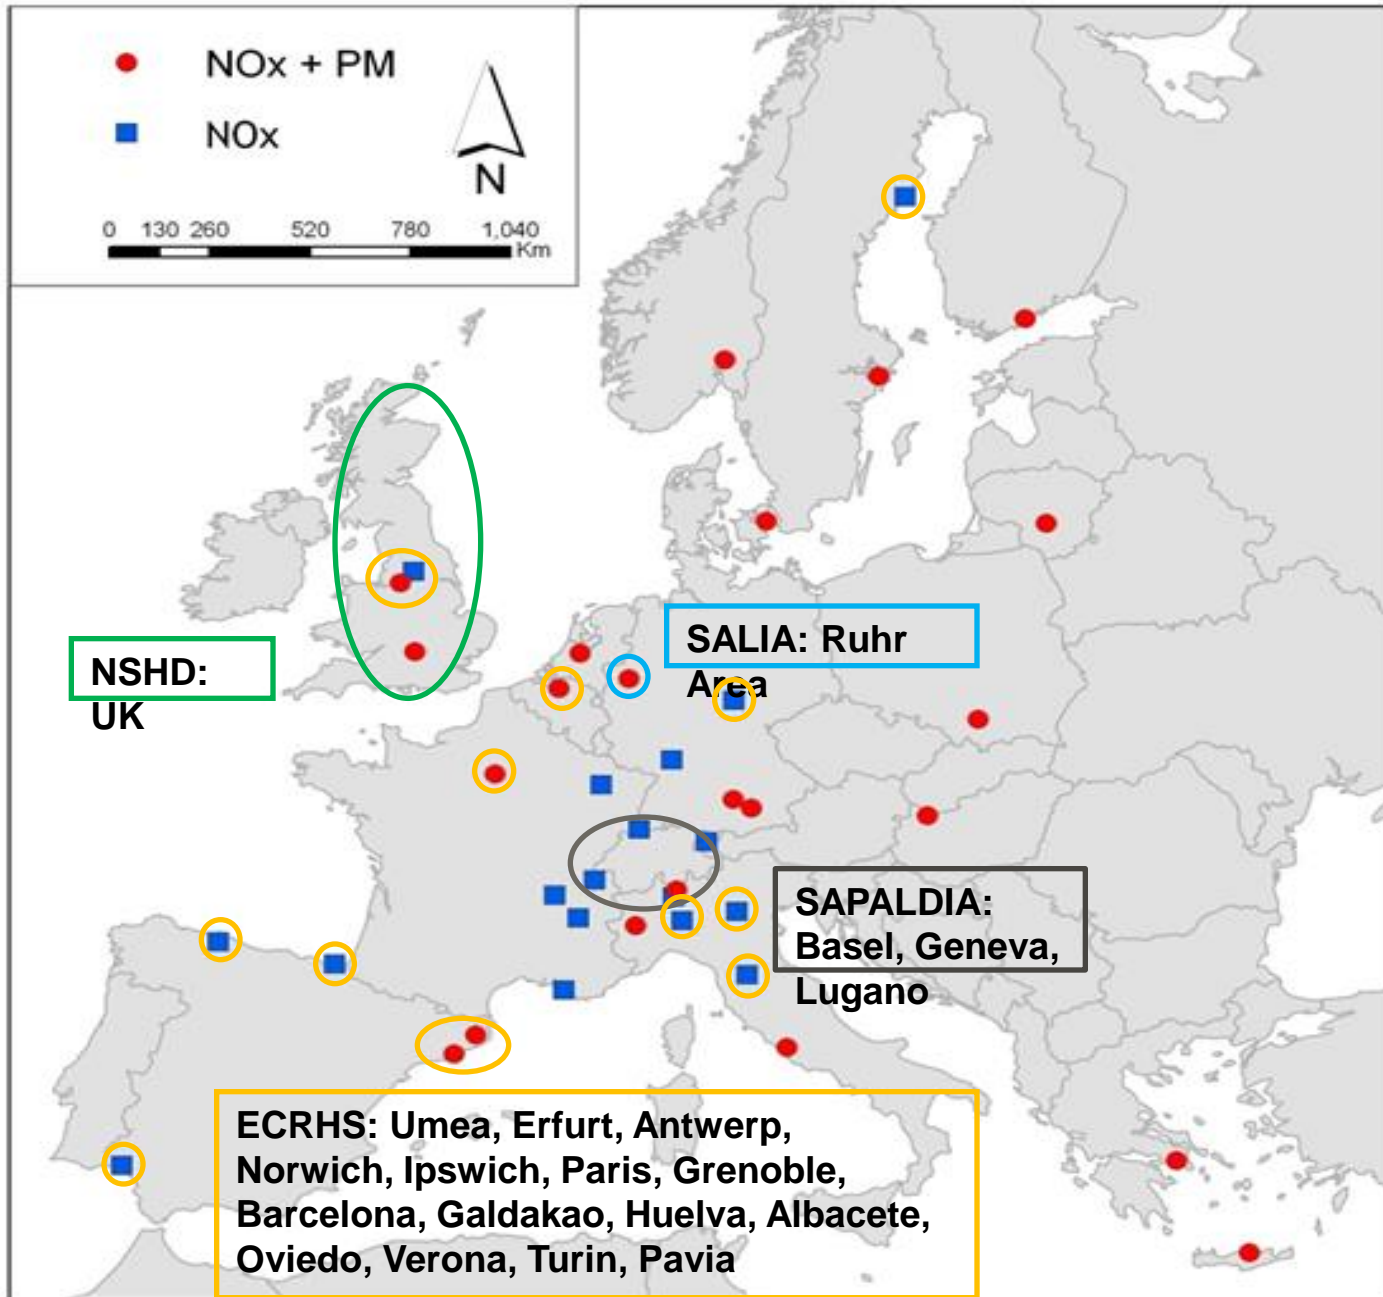 NOx + PM
NOx
N
0 130 260 520 780 1,040
Km
NSHD:
UK
SALIA: Ruhr
Area
SAPALDIA:
Basel, Geneva,
Lugano
ECRHS: Umea, Erfurt, Antwerp,
Norwich, Ipswich, Paris, Grenoble,
Barcelona, Galdakao, Huelva, Albacete,
Oviedo, Verona, Turin, Pavia